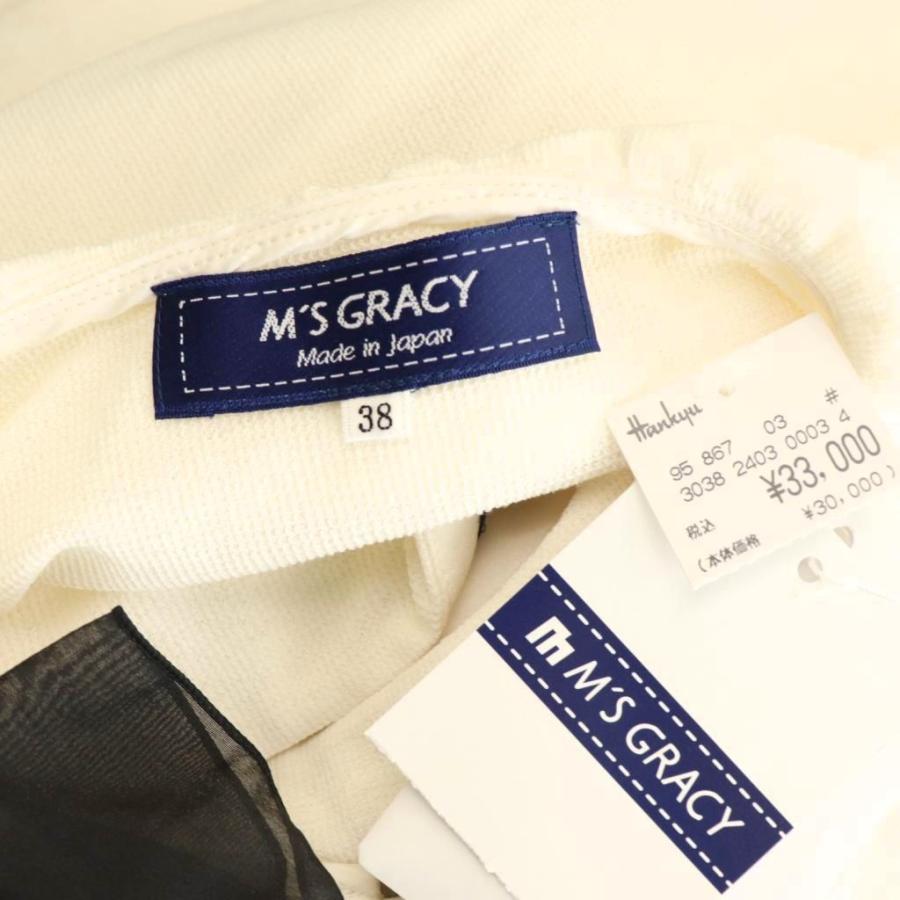 M'S GRACY
Made in Japan
38
Hankyu
95 867 03 #
3038 2403 0003 4
¥33,000
税込
¥30,000)
(本体価格
M'S GRACY